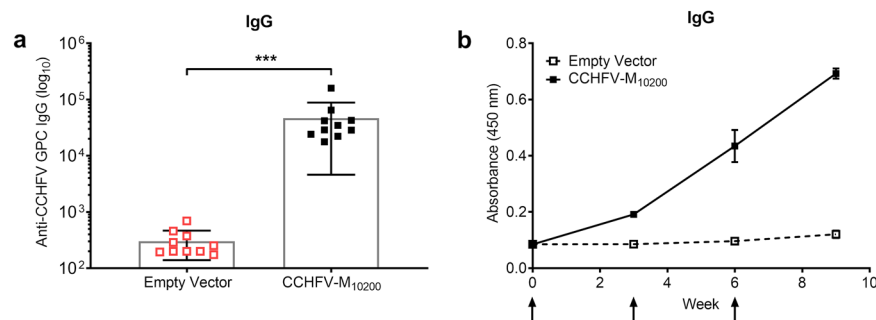 a
IgG
Anti-CCHFV GPC IgG (log₁₀)
10⁶
10⁵
10⁴
10³
10²
***
Empty Vector
CCHFV-M₁₀₂₀₀
b
IgG
Absorbance (450 nm)
0.8
0.6
0.4
0.2
0.0
Empty Vector
CCHFV-M₁₀₂₀₀
0 2 4 6 8 10
Week